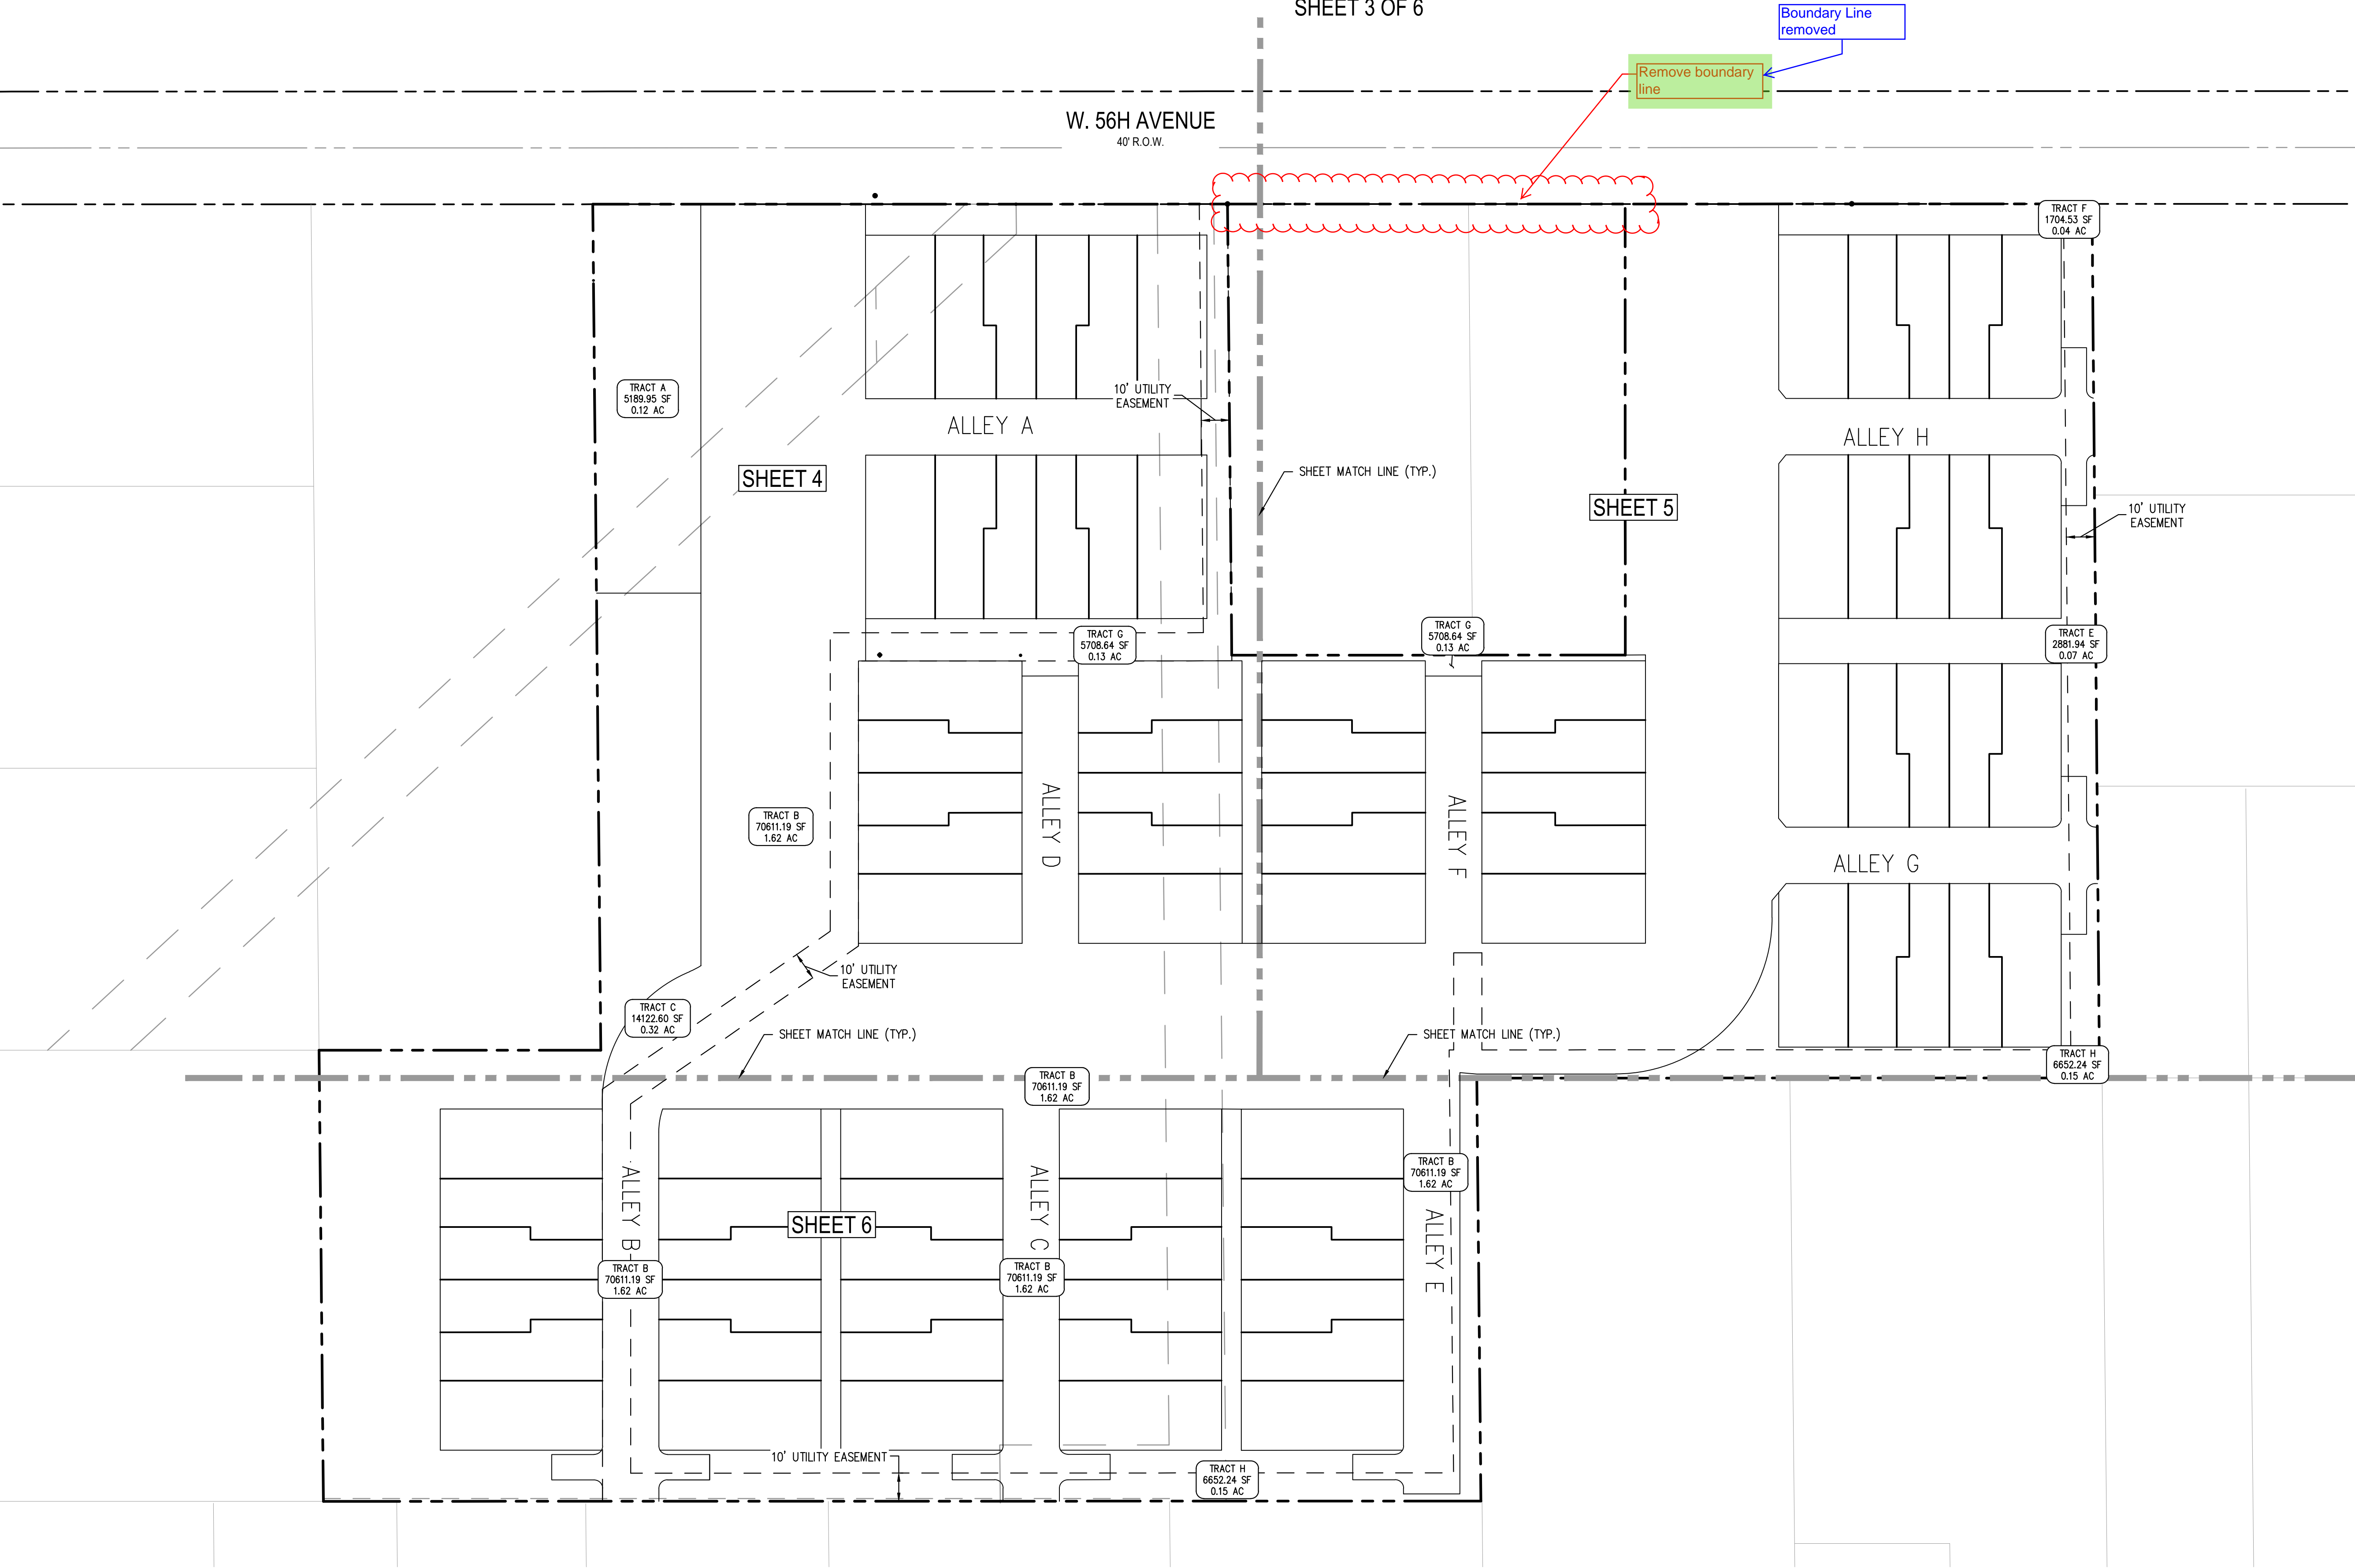 SHEET 3 OF 6
Boundary Line
removed
Remove boundary
line
W. 56H AVENUE
40' R.O.W.
TRACT F
1704.53 SF
0.04 AC
TRACT A
5189.95 SF
0.12 AC
10' UTILITY
EASEMENT
ALLEY A
ALLEY H
SHEET 4
SHEET MATCH LINE (TYP.)
SHEET 5
10' UTILITY
EASEMENT
TRACT G
5708.64 SF
0.13 AC
TRACT G
5708.64 SF
0.13 AC
TRACT E
2881.94 SF
0.07 AC
TRACT B
70611.19 SF
1.62 AC
ALLEY D
ALLEY F
ALLEY G
10' UTILITY
EASEMENT
TRACT C
14122.60 SF
0.32 AC
SHEET MATCH LINE (TYP.)
SHEET MATCH LINE (TYP.)
TRACT H
6652.24 SF
0.15 AC
TRACT B
70611.19 SF
1.62 AC
TRACT B
70611.19 SF
1.62 AC
ALLEY B
SHEET 6
ALLEY C
ALLEY E
TRACT B
70611.19 SF
1.62 AC
TRACT B
70611.19 SF
1.62 AC
10' UTILITY EASEMENT
TRACT H
6652.24 SF
0.15 AC